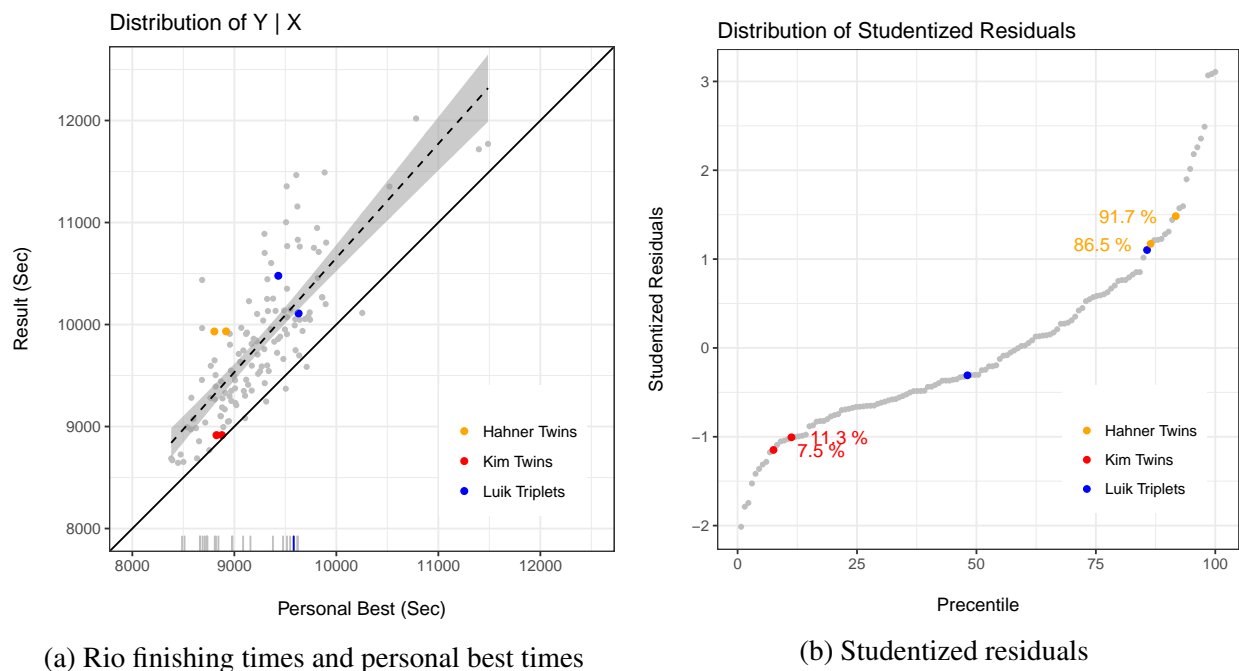 Distribution of Y | X
Result (Sec)
12000
11000
10000
9000
8000
8000 9000 10000 11000 12000
Personal Best (Sec)
Hahner Twins
Kim Twins
Luik Triplets
(a) Rio finishing times and personal best times
Distribution of Studentized Residuals
Studentized Residuals
3
2
1
0
−1
−2
91.7 %
86.5 %
11.3 %
7.5 %
Hahner Twins
Kim Twins
Luik Triplets
0 25 50 75 100
Precentile
(b) Studentized residuals